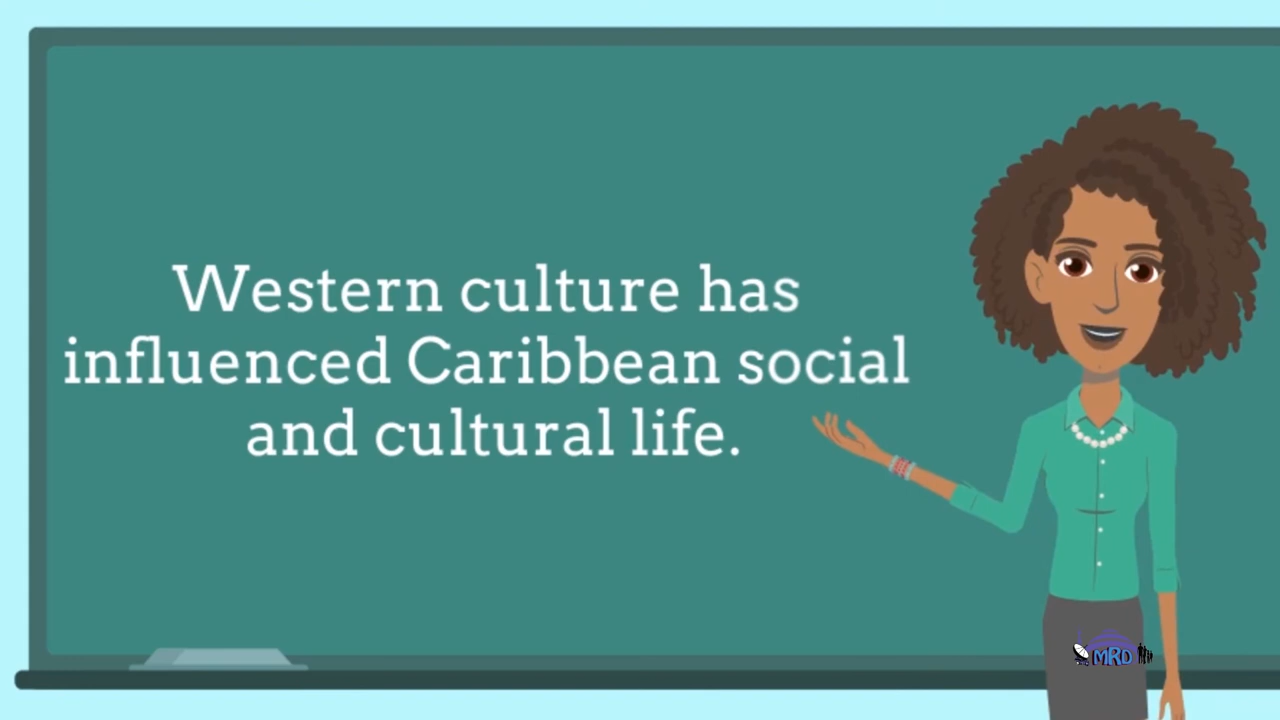 Western culture has
influenced Caribbean social
and cultural life.
MRD